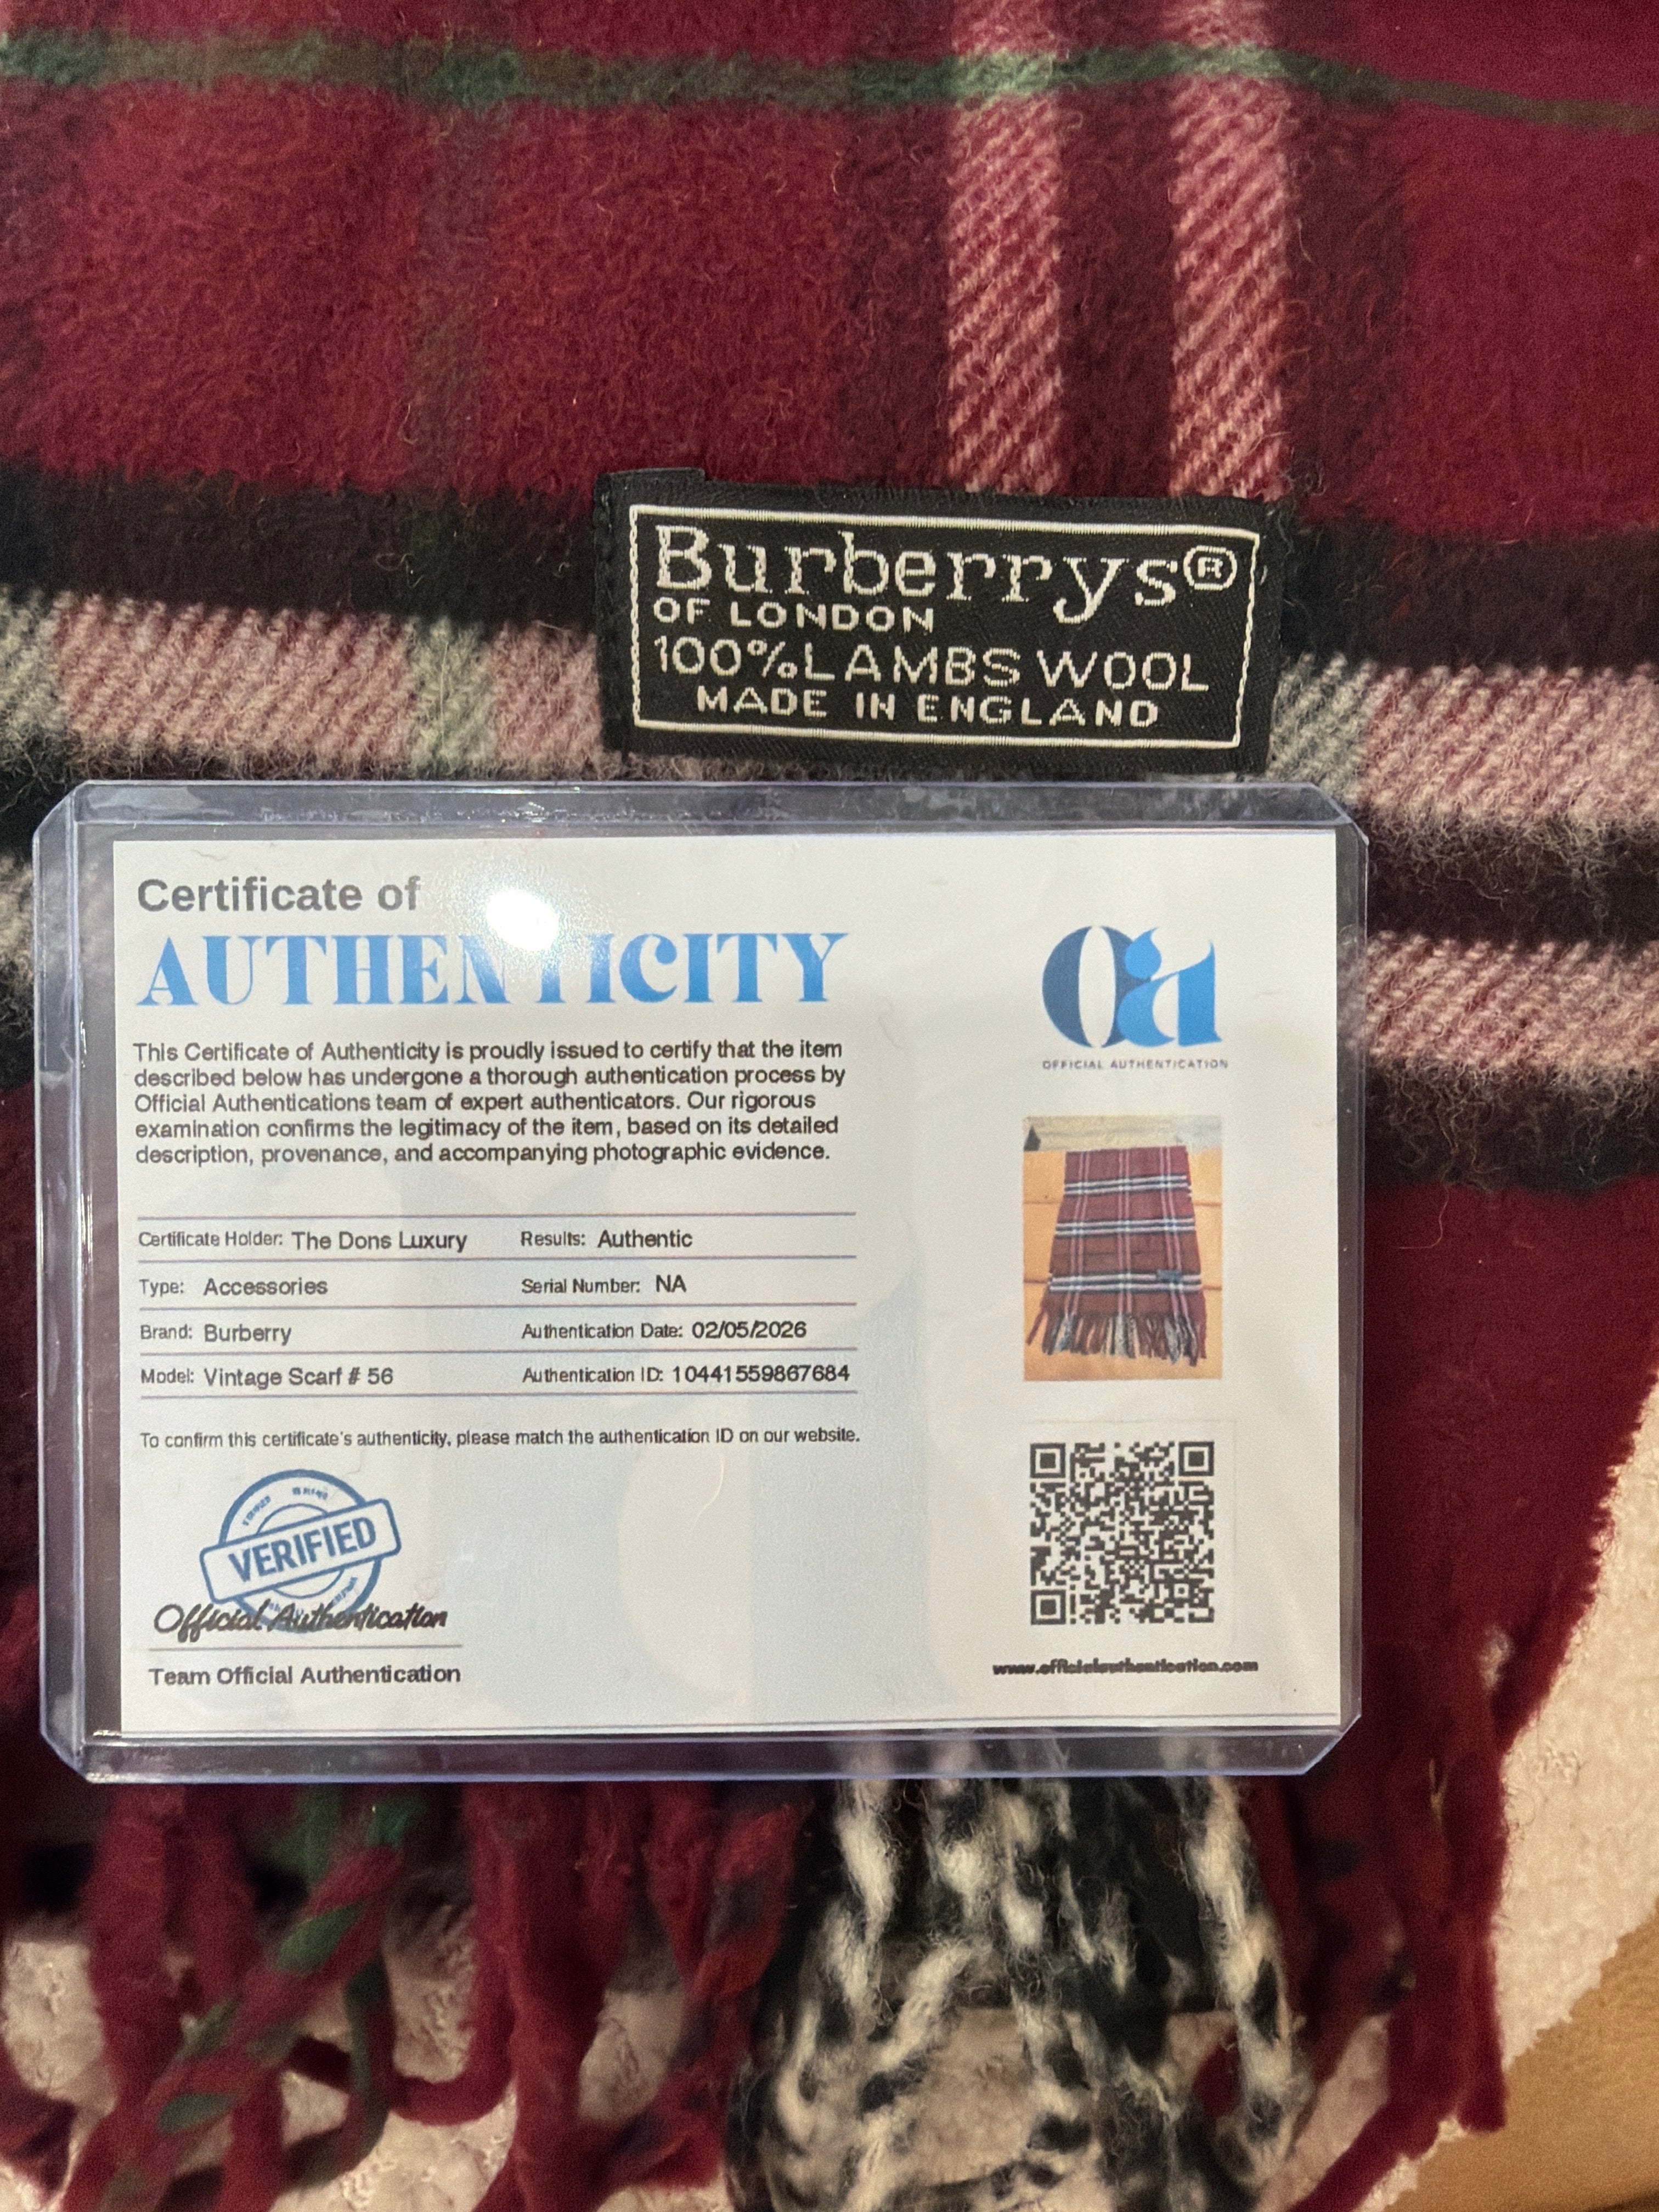 Burberrys®
OF LONDON
100% LAMBS WOOL
MADE IN ENGLAND
Certificate of
AUTHENTICITY
Oa
OFFICIAL AUTHENTICATION
This Certificate of Authenticity is proudly issued to certify that the item
described below has undergone a thorough authentication process by
Official Authentications team of expert authenticators. Our rigorous
examination confirms the legitimacy of the item, based on its detailed
description, provenance, and accompanying photographic evidence.
Certificate Holder: The Dons Luxury Results: Authentic
Type: Accessories Serial Number: NA
Brand: Burberry Authentication Date: 02/05/2026
Model: Vintage Scarf # 56 Authentication ID: 10441559867684
To confirm this certificate's authenticity, please match the authentication ID on our website.
VERIFIED
Official Authentication
Team Official Authentication
www.officialauthentication.com